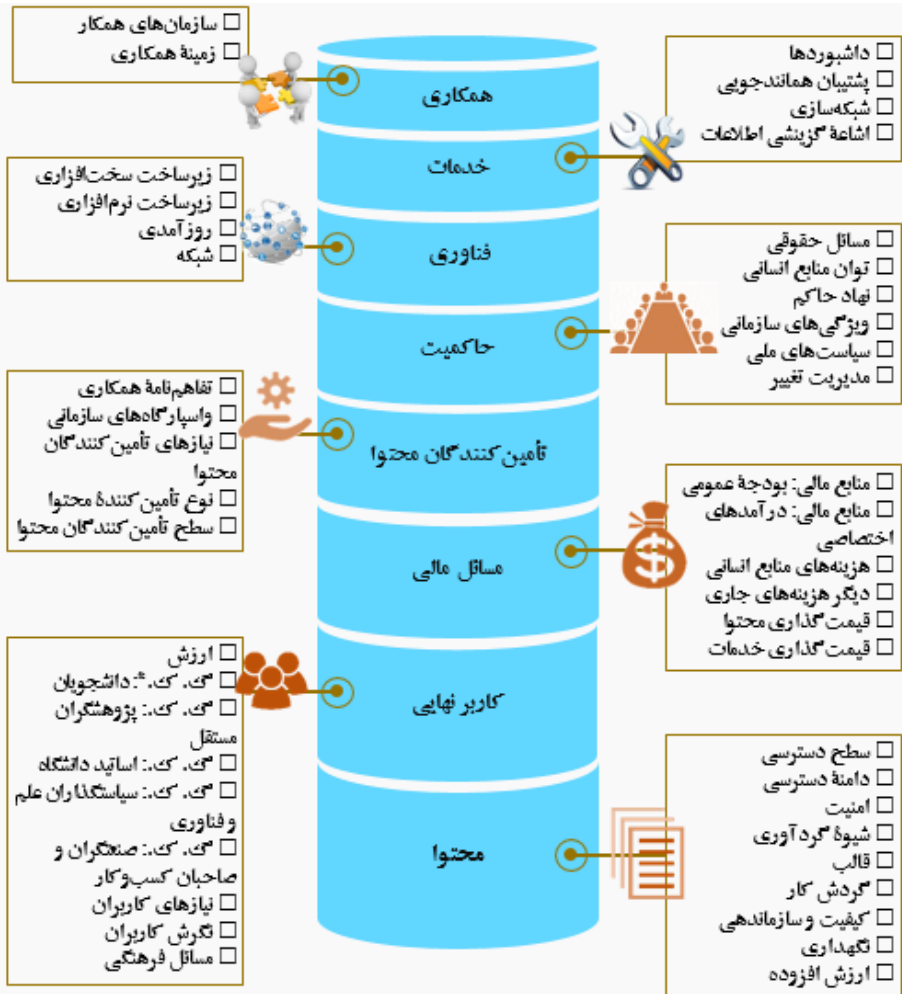 ☐ سازمان‌های همکار
☐ زمینهٔ همکاری
همکاری
☐ داشبوردها
☐ پشتیبان همانندجویی
☐ شبکه‌سازی
☐ اشاعهٔ گزینشی اطلاعات
خدمات
☐ زیرساخت سخت‌افزاری
☐ زیرساخت نرم‌افزاری
☐ روزآمدی
☐ شبکه
فناوری
☐ مسائل حقوقی
☐ توان منابع انسانی
☐ نهاد حاکم
☐ ویژگی‌های سازمانی
☐ سیاست‌های ملی
☐ مدیریت تغییر
حاکمیت
☐ تفاهم‌نامهٔ همکاری
☐ واسپارگاه‌های سازمانی
☐ نیازهای تأمین کنندگان
محتوا
☐ نوع تأمین کنندهٔ محتوا
☐ سطح تأمین کنندگان محتوا
تأمین کنندگان محتوا
☐ منابع مالی: بودجهٔ عمومی
☐ منابع مالی: درآمدهای
اختصاصی
☐ هزینه‌های منابع انسانی
☐ دیگر هزینه‌های جاری
☐ قیمت گذاری محتوا
☐ قیمت گذاری خدمات
مسائل مالی
☐ ارزش
☐ گ. ک. *: دانشجویان
☐ گ. ک.: پژوهشگران
مستقل
☐ گ. ک.: اساتید دانشگاه
☐ گ. ک.: سیاستگذاران علم
و فناوری
☐ گ. ک.: صنعتگران و
صاحبان کسب‌وکار
☐ نیازهای کاربران
☐ نگرش کاربران
☐ مسائل فرهنگی
کاربر نهایی
☐ سطح دسترسی
☐ دامنهٔ دسترسی
☐ امنیت
☐ شیوهٔ گردآوری
☐ قالب
☐ گردش کار
☐ کیفیت و سازماندهی
☐ نگهداری
☐ ارزش افزوده
محتوا